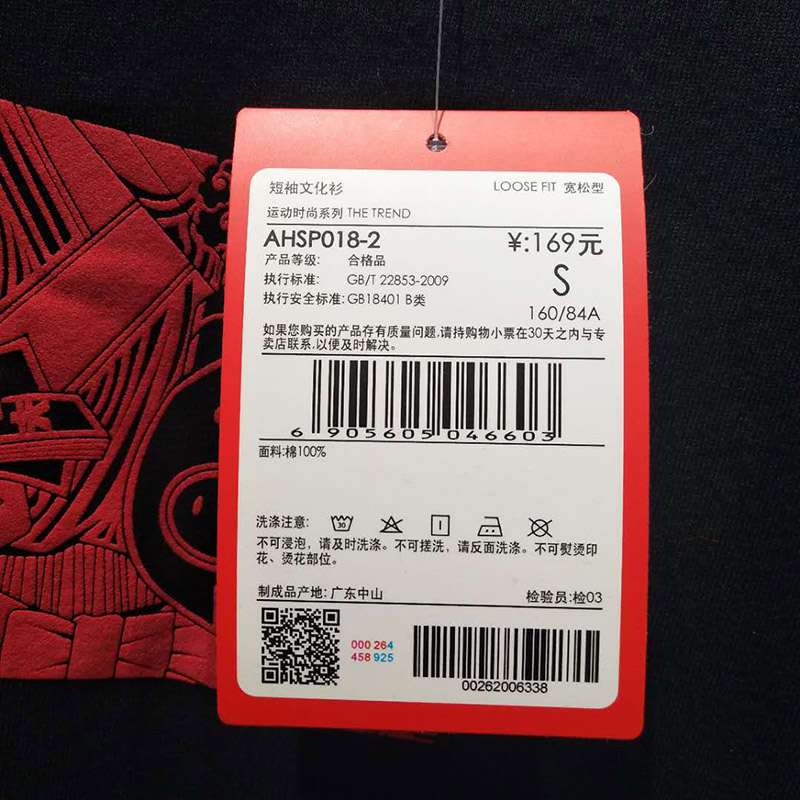 短袖文化衫 LOOSE FIT 宽松型
运动时尚系列 THE TREND
AHSP018-2 ¥:169元
产品等级: 合格品
执行标准: GB/T 22853-2009 S
执行安全标准:GB18401 B类 160/84A
如果您购买的产品存有质量问题,请持购物小票在30天之内与专
卖店联系,以便及时解决。
6 905605 046603
面料:棉100%
洗涤注意: 30
不可浸泡，请及时洗涤。不可搓洗，请反面洗涤。不可熨烫印
花、烫花部位。
制成品产地:广东中山 检验员:检03
000 264
458 925
00262006338